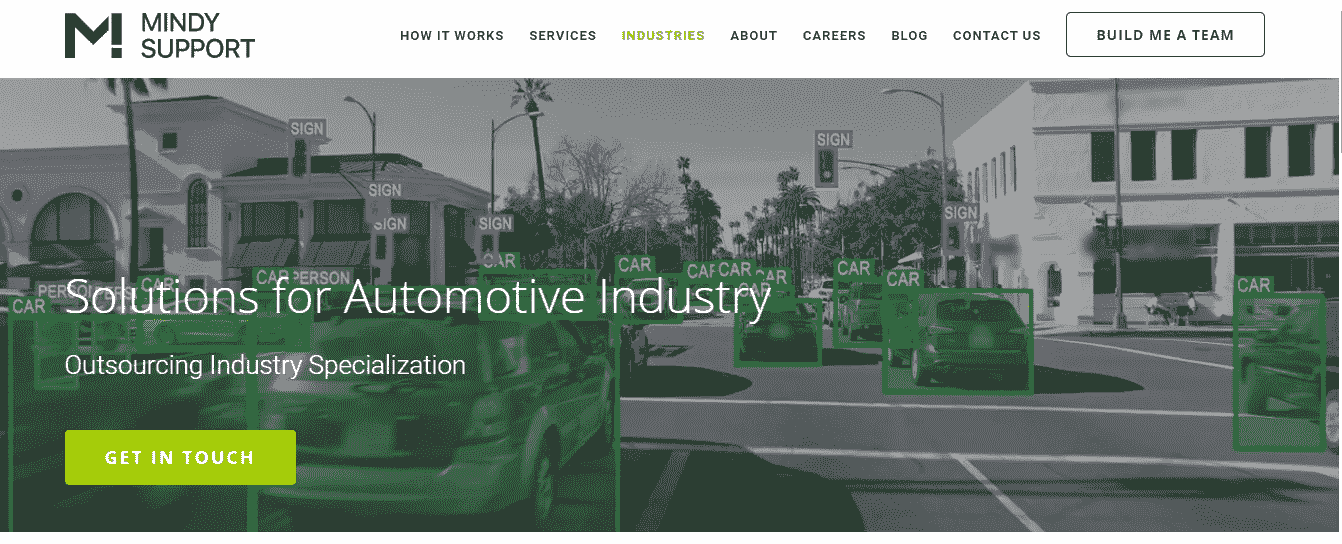 MINDY
SUPPORT
HOW IT WORKS SERVICES INDUSTRIES ABOUT CAREERS BLOG CONTACT US BUILD ME A TEAM
SIGN
SIGN
SIGN
SIGN
SIGN
SIGN
CAR
CAR
CAR
CAR
CAR
CAR
CAR
CAR PERSON
CAR
CAR
CAR
CAR
Solutions for Automotive Industry
Outsourcing Industry Specialization
GET IN TOUCH